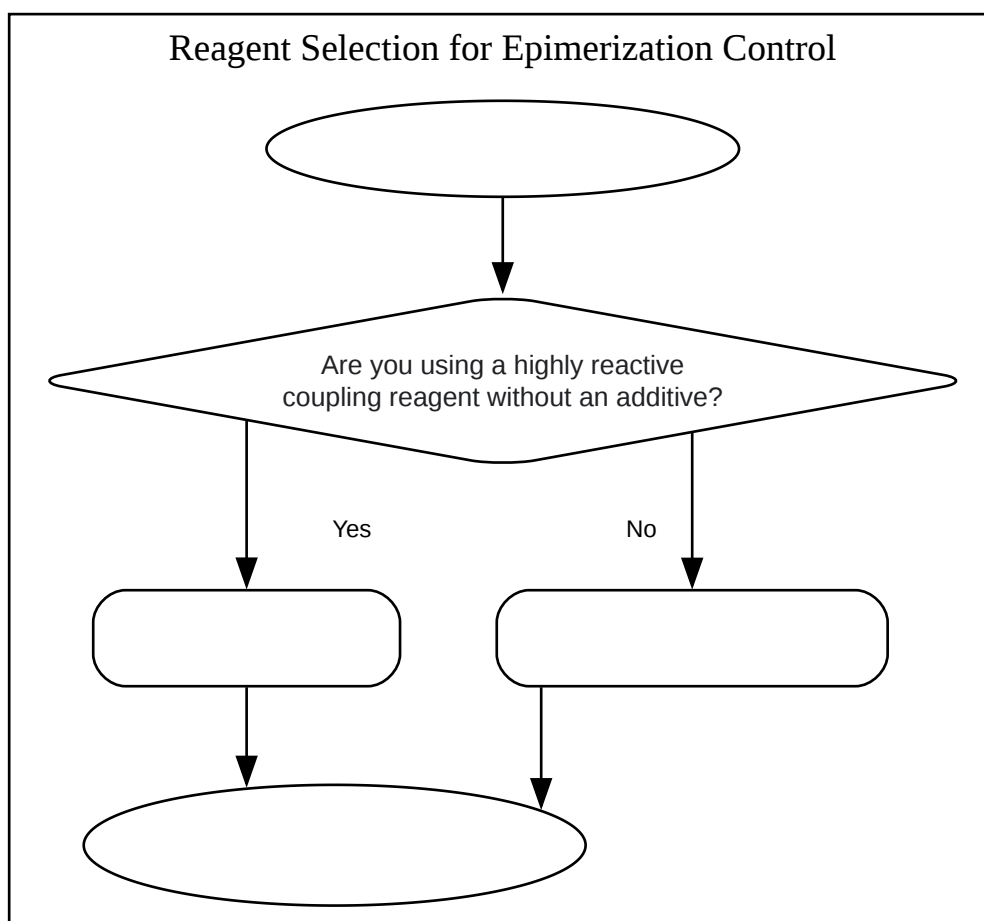 Reagent Selection for Epimerization Control
Are you using a highly reactive
coupling reagent without an additive?
Yes
No